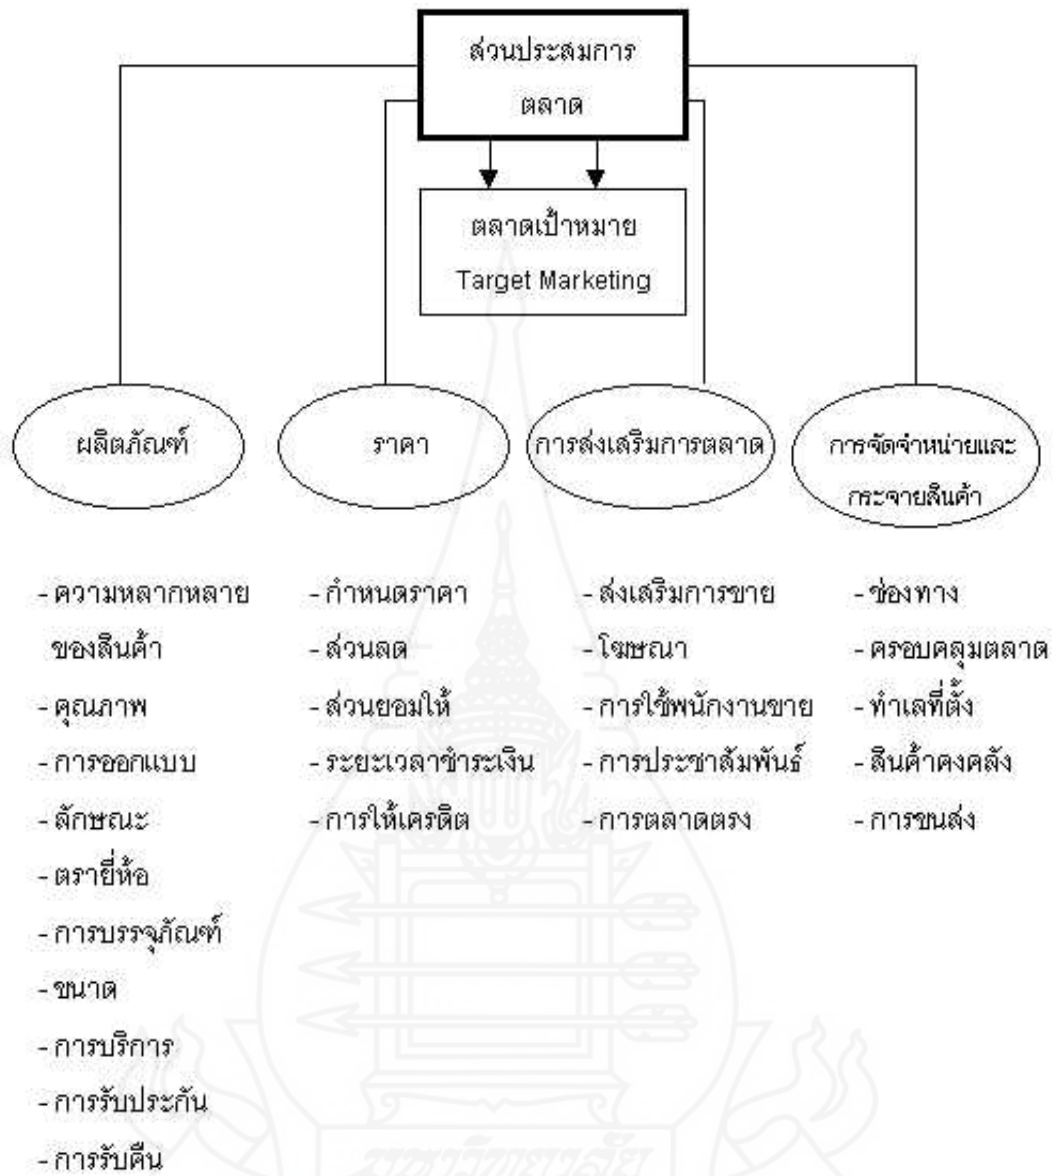 ส่วนประสมการ
ตลาด
ตลาดเป้าหมาย
Target Marketing
ผลิตภัณฑ์
ราคา
การส่งเสริมการตลาด
การจัดจำหน่ายและ
กระจายสินค้า
- ความหลากหลาย
ของสินค้า
- คุณภาพ
- การออกแบบ
- ลักษณะ
- ตรายี่ห้อ
- การบรรจุภัณฑ์
- ขนาด
- การบริการ
- การรับประกัน
- การรับคืน
- กำหนดราคา
- ส่วนลด
- ส่วนยอมให้
- ระยะเวลาชำระเงิน
- การให้เครดิต
- ส่งเสริมการขาย
- โฆษณา
- การใช้พนักงานขาย
- การประชาสัมพันธ์
- การตลาดตรง
- ช่องทาง
- ครอบคลุมตลาด
- ทำเลที่ตั้ง
- สินค้าคงคลัง
- การขนส่ง
มหาวิทยาลัย